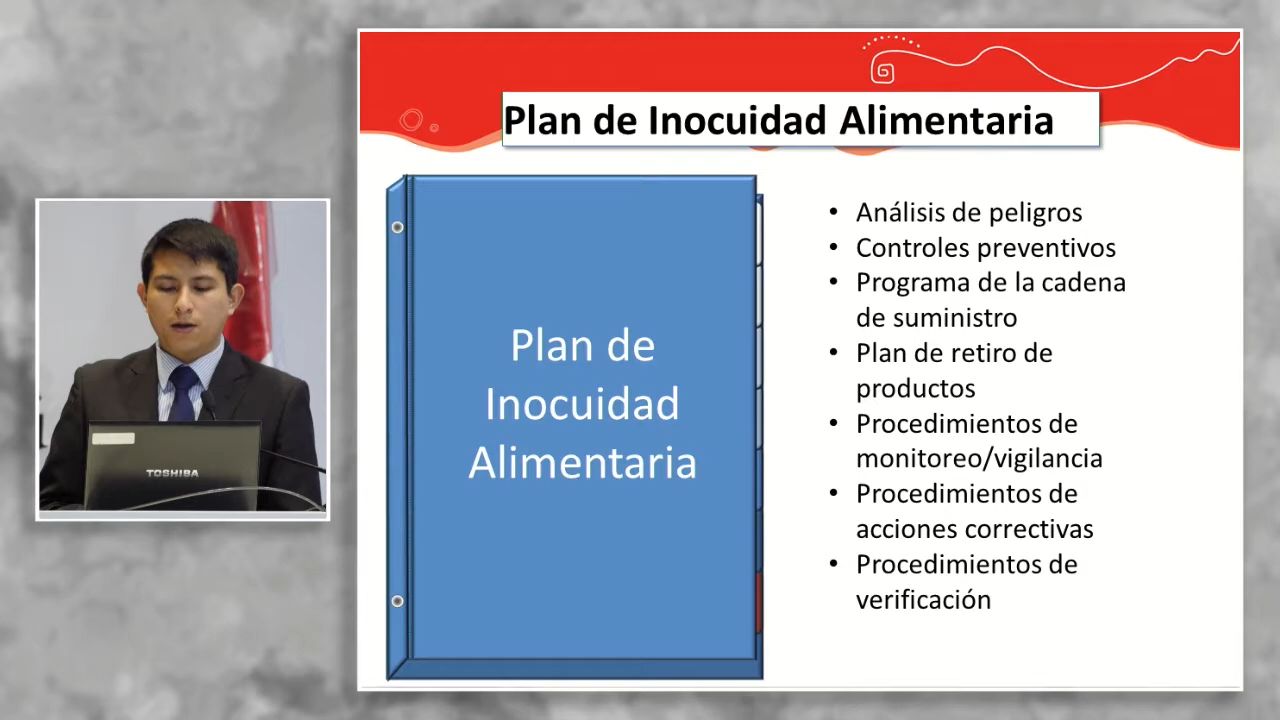 Plan de Inocuidad Alimentaria
Plan de
Inocuidad
Alimentaria
• Análisis de peligros
• Controles preventivos
• Programa de la cadena
de suministro
• Plan de retiro de
productos
• Procedimientos de
monitoreo/vigilancia
• Procedimientos de
acciones correctivas
• Procedimientos de
verificación
TOSHIBA